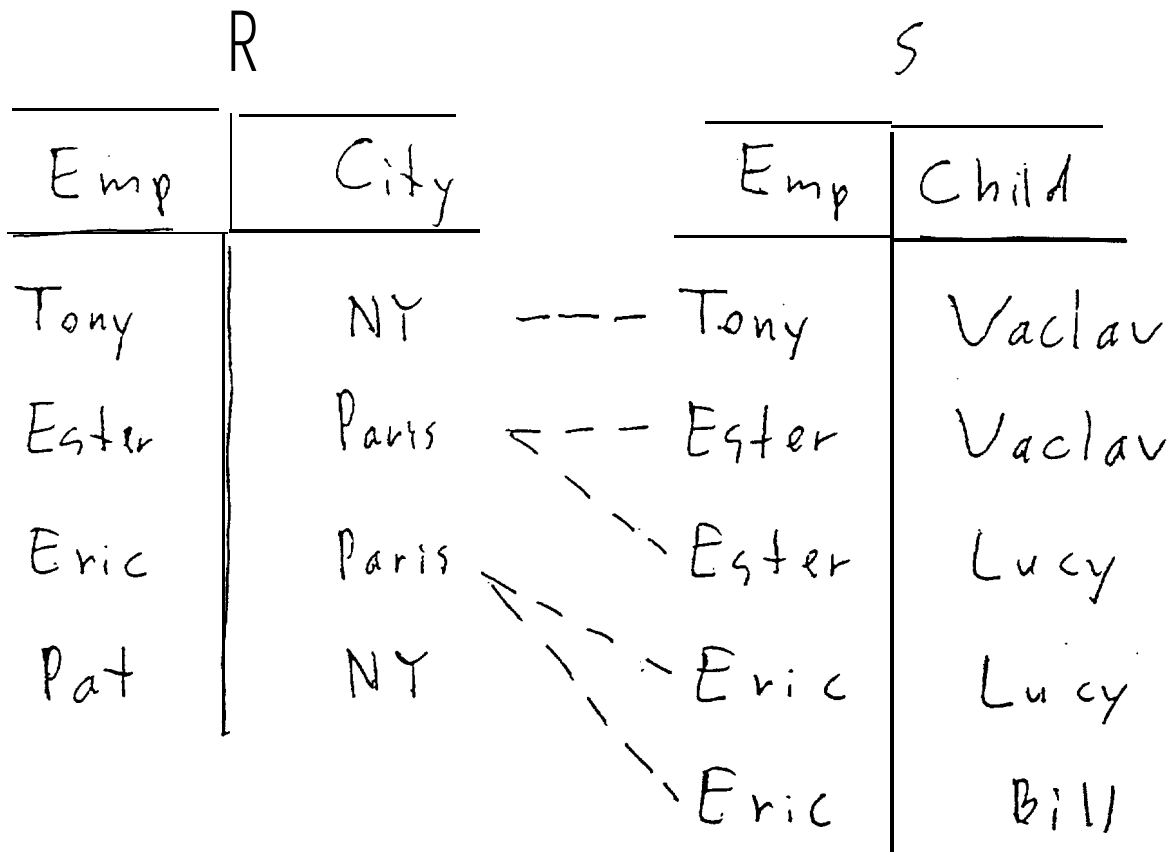 R S
Emp City Emp Child
Tony NY Tony Vaclav
Ester Paris Ester Vaclav
Eric Paris Ester Lucy
Pat NY Eric Lucy
Eric Bill